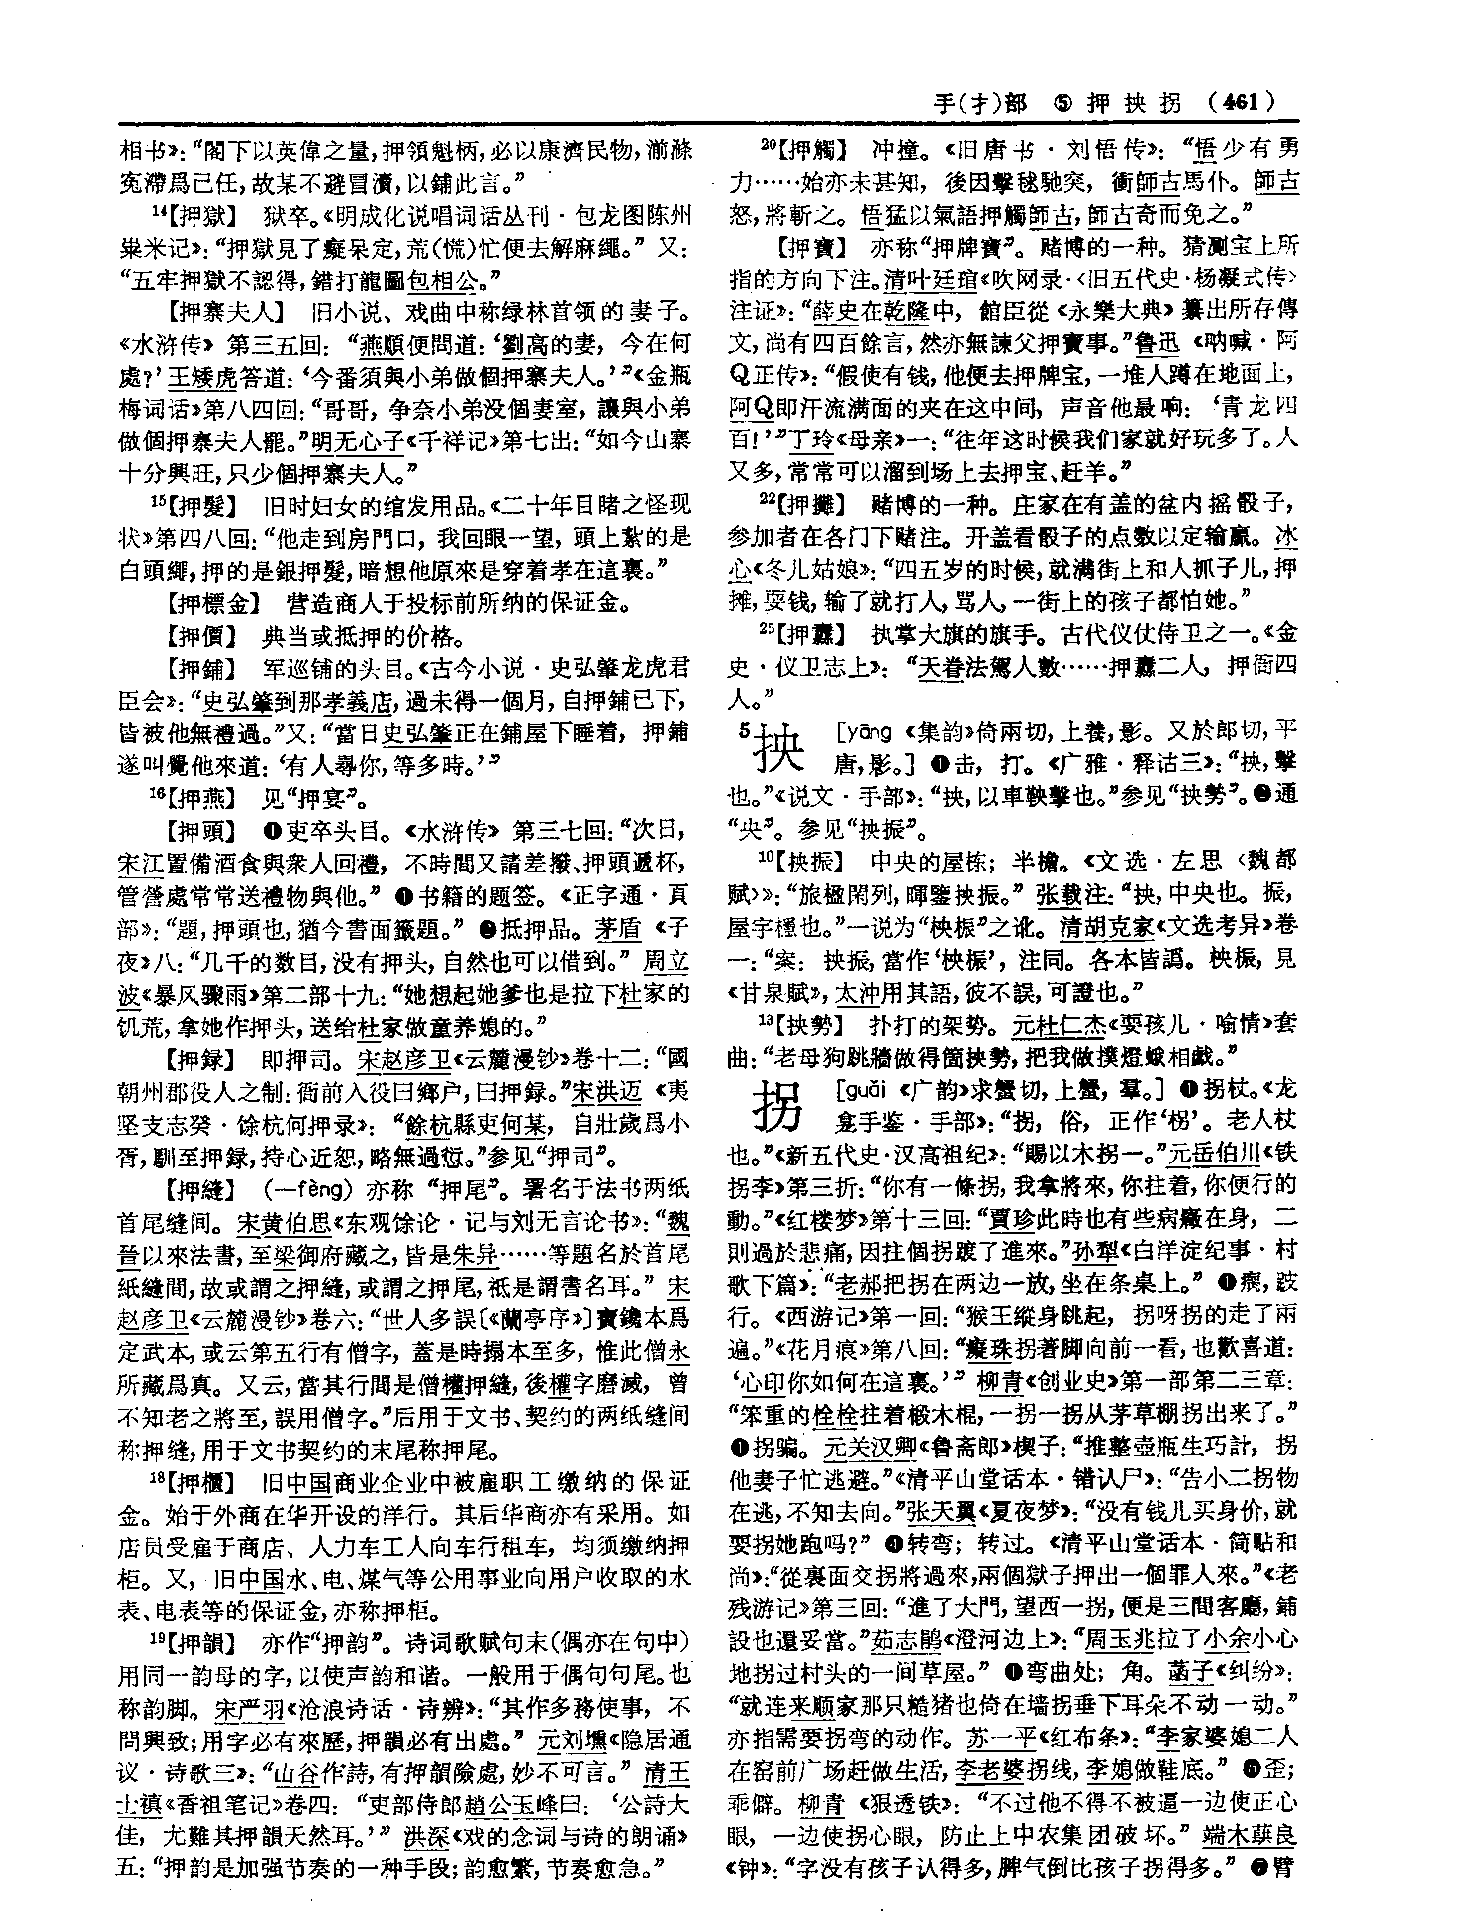 手(扌)部 ⑤ 押 抰 拐 (461)
相书》：“閣下以英偉之量，押領魁柄，必以康濟民物，湔滌
冤滯爲已任，故某不避冒瀆，以鋪此言。”
14【押獄】 狱卒。《明成化说唱词话丛刊·包龙图陈州
粜米记》：“押獄見了癡呆定，荒（慌）忙便去解麻繩。” 又：
“五牢押獄不認得，錯打龍圖包相公。”
【押寨夫人】 旧小说、戏曲中称绿林首领的妻子。
《水浒传》第三五回：“燕順便問道：‘劉高的妻，今在何
處？’王矮虎答道：‘今番須與小弟做個押寨夫人。’”《金瓶
梅词话》第八四回：“哥哥，争奈小弟没個妻室，讓與小弟
做個押寨夫人罷。”明无心子《千祥记》第七出：“如今山寨
十分興旺，只少個押寨夫人。”
15【押髮】 旧时妇女的绾发用品。《二十年目睹之怪现
状》第四八回：“他走到房門口，我回眼一望，頭上紮的是
白頭繩，押的是銀押髮，暗想他原來是穿着孝在這裏。”
【押標金】 营造商人于投标前所纳的保证金。
【押價】 典当或抵押的价格。
【押鋪】 军巡铺的头目。《古今小说·史弘肇龙虎君
臣会》：“史弘肇到那孝義店，過未得一個月，自押鋪已下，
皆被他無禮過。”又：“當日史弘肇正在鋪屋下睡着，押鋪
遂叫覺他來道：‘有人尋你，等多時。’”
16【押燕】 见“押宴”。
【押頭】 ❶吏卒头目。《水浒传》第三七回：“次日，
宋江置備酒食與衆人回禮，不時間又請差撥、押頭遞杯，
管營處常常送禮物與他。” ❷书籍的题签。《正字通·頁
部》：“題，押頭也，猶今書面籤題。” ❸抵押品。茅盾《子
夜》八：“几千的数目，没有押头，自然也可以借到。” 周立
波《暴风骤雨》第二部十九：“她想起她爹也是拉下杜家的
饥荒，拿她作押头，送给杜家做童养媳的。”
【押録】 即押司。宋赵彦卫《云麓漫钞》卷十二：“國
朝州郡役人之制：衙前入役曰鄉户，曰押録。”宋洪迈《夷
坚支志癸·馀杭何押录》：“餘杭縣吏何某，自壯歲爲小
胥，馴至押録，持心近恕，略無過愆。”参见“押司”。
【押縫】（—fèng）亦称“押尾”。署名于法书两纸
首尾缝间。宋黄伯思《东观馀论·记与刘无言论书》：“魏
晉以來法書，至梁御府藏之，皆是朱异……等題名於首尾
紙縫間，故或謂之押縫，或謂之押尾，祇是謂書名耳。” 宋
赵彦卫《云麓漫钞》卷六：“世人多誤〔《蘭亭序》〕寶鑱本爲
定武本，或云第五行有僧字，蓋是時搨本至多，惟此僧永
所藏爲真。又云，當其行間是僧權押縫，後權字磨滅，曾
不知老之將至，誤用僧字。”后用于文书、契约的两纸缝间
称押缝，用于文书契约的末尾称押尾。
18【押櫃】 旧中国商业企业中被雇职工缴纳的保证
金。始于外商在华开设的洋行。其后华商亦有采用。如
店员受雇于商店、人力车工人向车行租车，均须缴纳押
柜。又，旧中国水、电、煤气等公用事业向用户收取的水
表、电表等的保证金，亦称押柜。
19【押韻】 亦作“押韵”。诗词歌赋句末（偶亦在句中）
用同一韵母的字，以使声韵和谐。一般用于偶句句尾。也
称韵脚。宋严羽《沧浪诗话·诗辨》：“其作多務使事，不
問興致；用字必有來歷，押韻必有出處。” 元刘壎《隐居通
议·诗歌三》：“山谷作詩，有押韻險處，妙不可言。” 清王
士禛《香祖笔记》卷四：“吏部侍郎趙公玉峰曰：‘公詩大
佳，尤難其押韻天然耳。’” 洪深《戏的念词与诗的朗诵》
五：“押韵是加强节奏的一种手段；韵愈繁，节奏愈急。”
20【押觸】 冲撞。《旧唐书·刘悟传》：“悟少有勇
力……始亦未甚知，後因擊毬馳突，衝師古馬仆。師古
怒，將斬之。悟猛以氣語押觸師古，師古奇而免之。”
【押寶】 亦称“押牌寶”。赌博的一种。猜测宝上所
指的方向下注。清叶廷琯《吹网录·〈旧五代史·杨凝式传〉
注证》：“薛史在乾隆中，館臣從《永樂大典》纂出所存傳
文，尚有四百餘言，然亦無諫父押寶事。”鲁迅《呐喊·阿
Q正传》：“假使有钱，他便去押牌宝，一堆人蹲在地面上，
阿Q即汗流满面的夹在这中间，声音他最响：‘青龙四
百！’”丁玲《母亲》一：“往年这时候我们家就好玩多了。人
又多，常常可以溜到场上去押宝、赶羊。”
22【押攤】 赌博的一种。庄家在有盖的盆内摇骰子，
参加者在各门下赌注。开盖看骰子的点数以定输赢。冰
心《冬儿姑娘》：“四五岁的时候，就满街上和人抓子儿，押
摊，耍钱，输了就打人，骂人，一街上的孩子都怕她。”
25【押纛】 执掌大旗的旗手。古代仪仗侍卫之一。《金
史·仪卫志上》：“天眷法駕人數……押纛二人，押衙四
人。”
5抰 [yāng《集韵》倚兩切，上養，影。又於郎切，平
唐，影。] ❶击，打。《广雅·释诂三》：“抰，擊
也。”《说文·手部》：“抰，以車鞅擊也。”参见“抰勢”。❷通
“央”。参见“抰振”。
10【抰振】 中央的屋栋；半檐。《文选·左思〈魏都
赋〉》：“旅楹閑列，暉鑒抰振。” 张载注：“抰，中央也。振，
屋宇穩也。”一说为“柍桭”之讹。清胡克家《文选考异》卷
一：“案：抰振，當作‘柍桭’，注同。各本皆譌。柍桭，見
《甘泉賦》，太沖用其語，彼不誤，可證也。”
13【抰勢】 扑打的架势。元杜仁杰《耍孩儿·喻情》套
曲：“老母狗跳牆做得箇抰勢，把我做撲燈蛾相戲。”
拐 [guǎi《广韵》求蟹切，上蟹，羣。] ❶拐杖。《龙
龛手鉴·手部》：“拐，俗，正作‘枴’。老人杖
也。”《新五代史·汉高祖纪》：“賜以木拐一。”元岳伯川《铁
拐李》第三折：“你有一條拐，我拿將來，你拄着，你便行的
動。”《红楼梦》第十三回：“賈珍此時也有些病癥在身，二
則過於悲痛，因拄個拐踱了進來。”孙犁《白洋淀纪事·村
歌下篇》：“老郝把拐在两边一放，坐在条桌上。” ❷瘸，跛
行。《西游记》第一回：“猴王縱身跳起，拐呀拐的走了兩
遍。”《花月痕》第八回：“癡珠拐著脚向前一看，也歡喜道：
‘心印你如何在這裏。’” 柳青《创业史》第一部第二三章：
“笨重的栓栓拄着椴木棍，一拐一拐从茅草棚拐出来了。”
❸拐骗。元关汉卿《鲁斋郎》楔子：“推整壺瓶生巧計，拐
他妻子忙逃避。”《清平山堂话本·错认尸》：“告小二拐物
在逃，不知去向。”张天翼《夏夜梦》：“没有钱儿买身价，就
要拐她跑吗？” ❹转弯；转过。《清平山堂话本·简贴和
尚》：“從裏面交拐將過來，兩個獄子押出一個罪人來。”《老
残游记》第三回：“進了大門，望西一拐，便是三間客廳，鋪
設也還妥當。”茹志鹃《澄河边上》：“周玉兆拉了小余小心
地拐过村头的一间草屋。” ❺弯曲处；角。菡子《纠纷》：
“就连来顺家那只糙猪也倚在墙拐垂下耳朵不动一动。”
亦指需要拐弯的动作。苏一平《红布条》：“李家婆媳二人
在窑前广场赶做生活，李老婆拐线，李媳做鞋底。” ❻歪；
乖僻。柳青《狠透铁》：“不过他不得不被逼一边使正心
眼，一边使拐心眼，防止上中农集团破坏。” 端木蕻良
《钟》：“字没有孩子认得多，脾气倒比孩子拐得多。” ❼臂